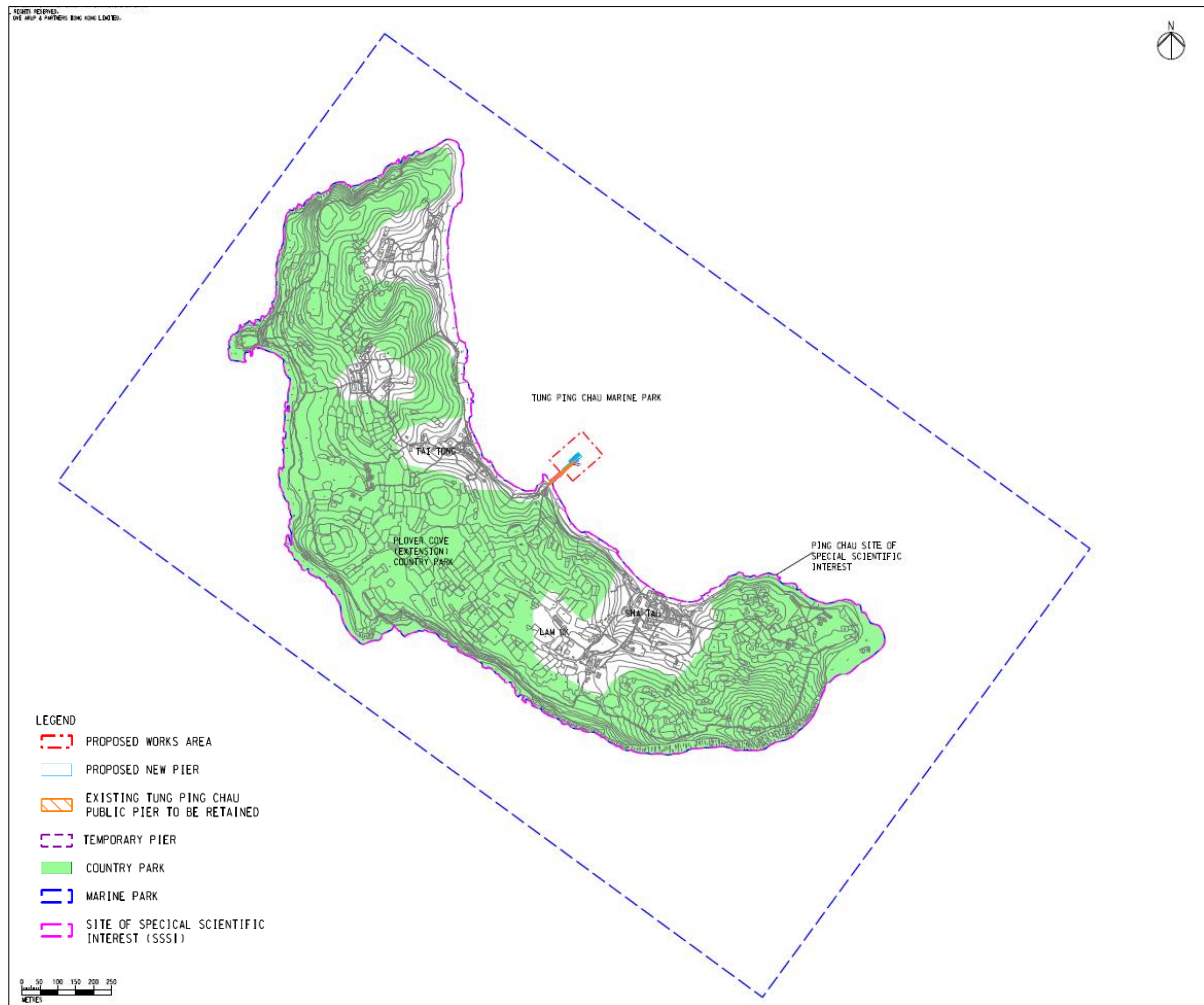 RIGHTS RESERVED.
OVE ARUP & PARTNERS HONG KONG LIMITED.
N
TUNG PING CHAU MARINE PARK
TAI TONG
PLOVER COVE
(EXTENSION)
COUNTRY PARK
PING CHAU SITE OF
SPECIAL SCIENTIFIC
INTEREST
SHA TAU
LAM UK
LEGEND
PROPOSED WORKS AREA
PROPOSED NEW PIER
EXISTING TUNG PING CHAU
PUBLIC PIER TO BE RETAINED
TEMPORARY PIER
COUNTRY PARK
MARINE PARK
SITE OF SPECICAL SCIENTIFIC
INTEREST (SSSI)
0 50 100 150 200 250
METRES